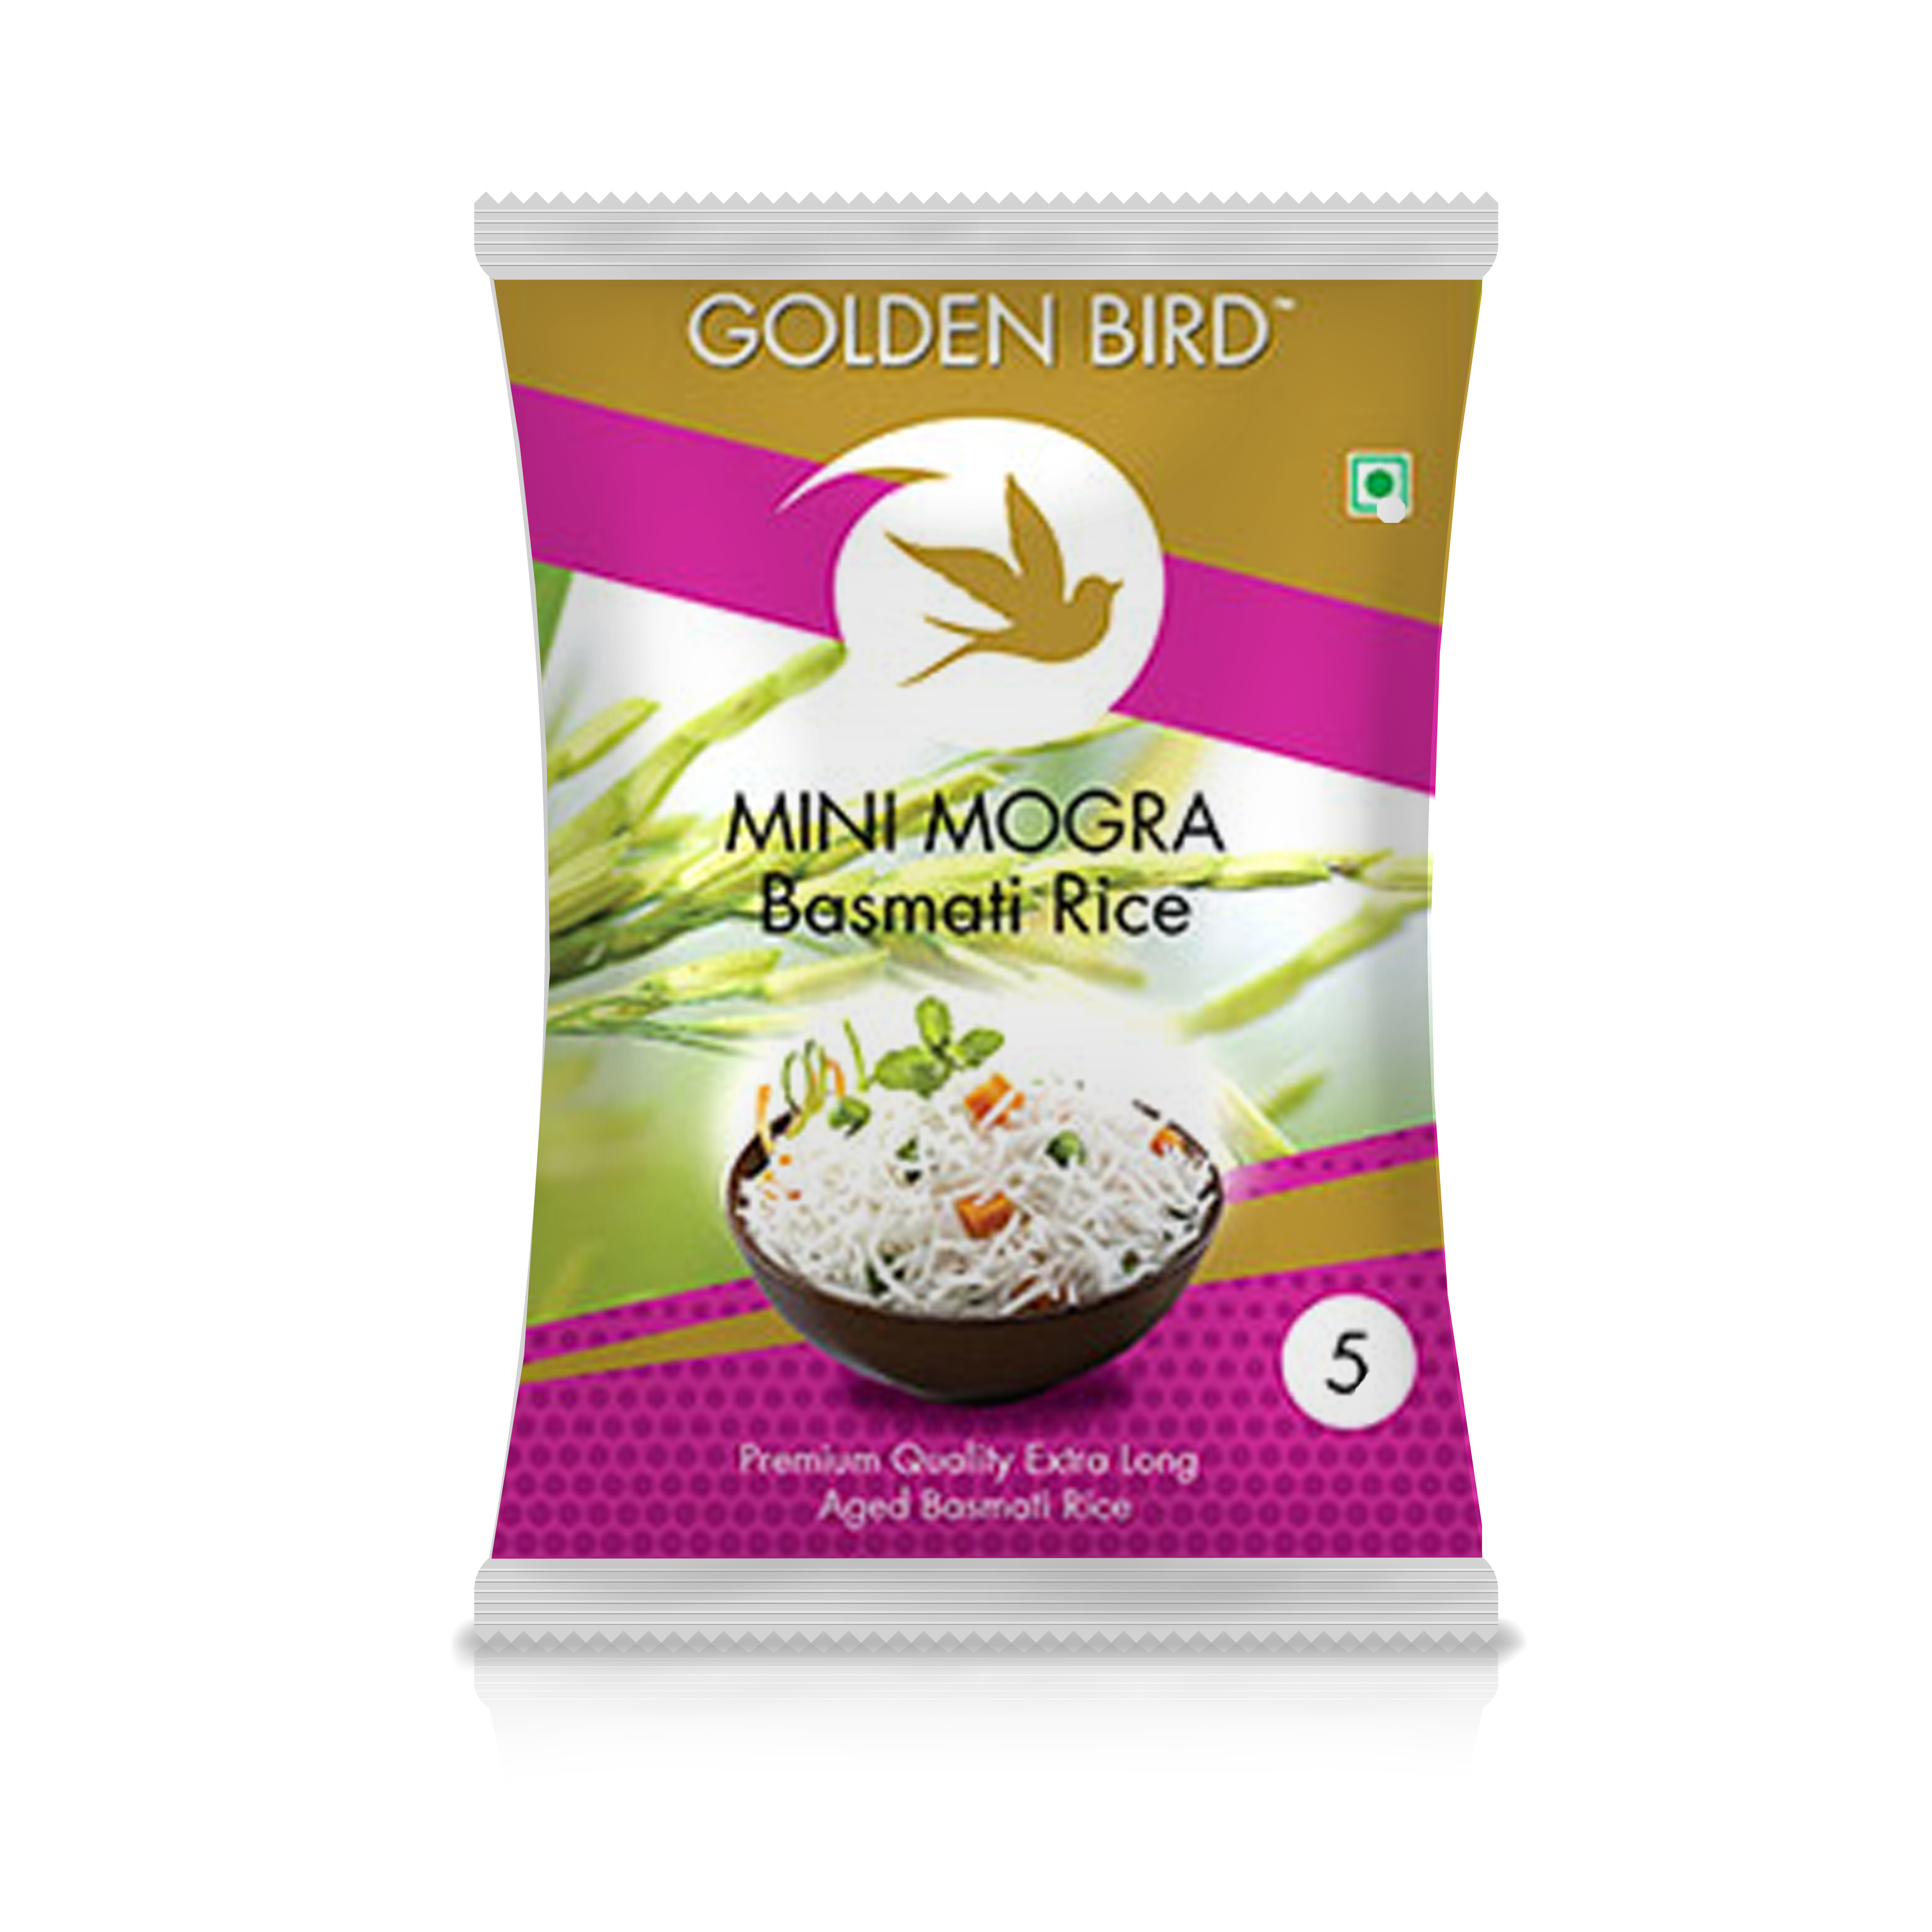 GOLDEN BIRD™
MINI MOGRA
Basmati Rice
5
Premium Quality Extra Long
Aged Basmati Rice